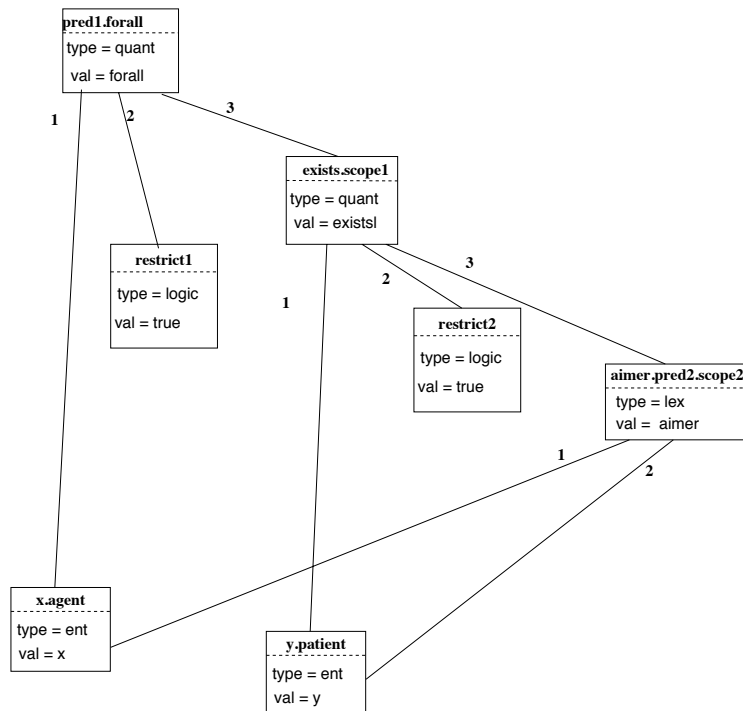 pred1.forall
type = quant
val = forall
1
2
3
exists.scope1
type = quant
val = existsl
restrict1
type = logic
val = true
1
2
3
restrict2
type = logic
val = true
aimer.pred2.scope2
type = lex
val = aimer
1
2
x.agent
type = ent
val = x
y.patient
type = ent
val = y